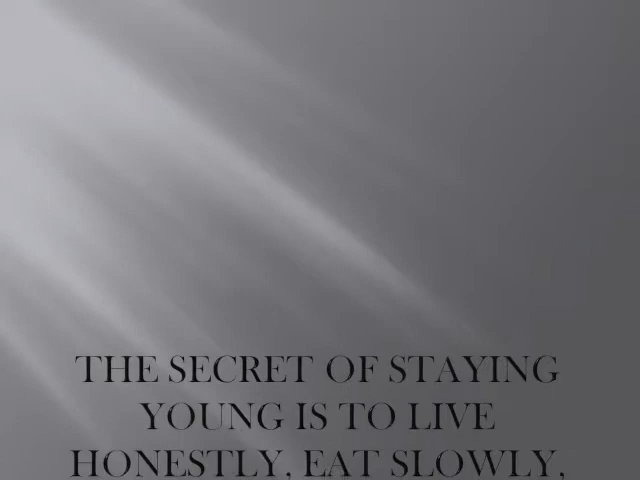 THE SECRET OF STAYING
YOUNG IS TO LIVE
HONESTLY, EAT SLOWLY,